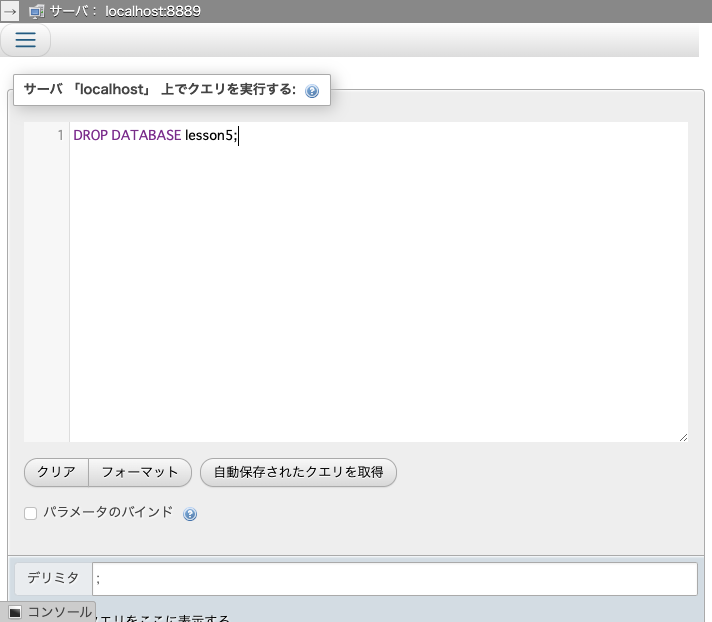 サーバ： localhost:8889
サーバ 「localhost」 上でクエリを実行する:
1 DROP DATABASE lesson5;
クリア フォーマット 自動保存されたクエリを取得
パラメータのバインド
デリミタ ;
コンソール エリをここに表示する